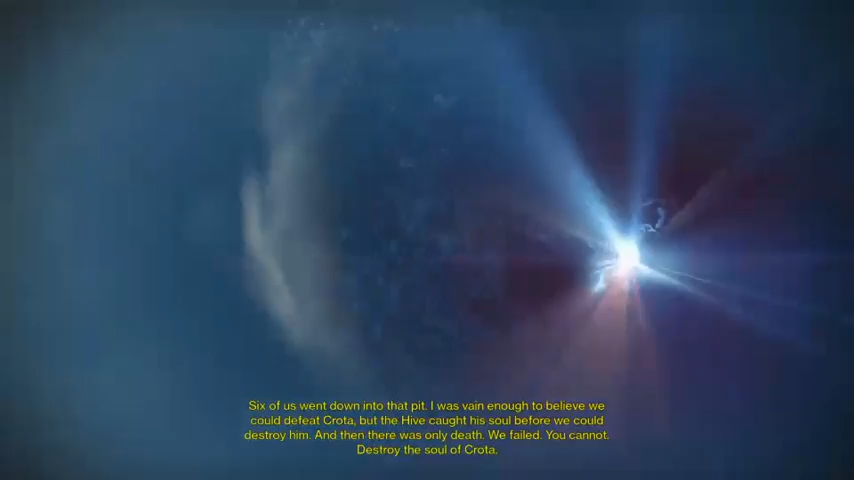 Six of us went down into that pit. I was vain enough to believe we
could defeat Crota, but the Hive caught his soul before we could
destroy him. And then there was only death. We failed. You cannot.
Destroy the soul of Crota.